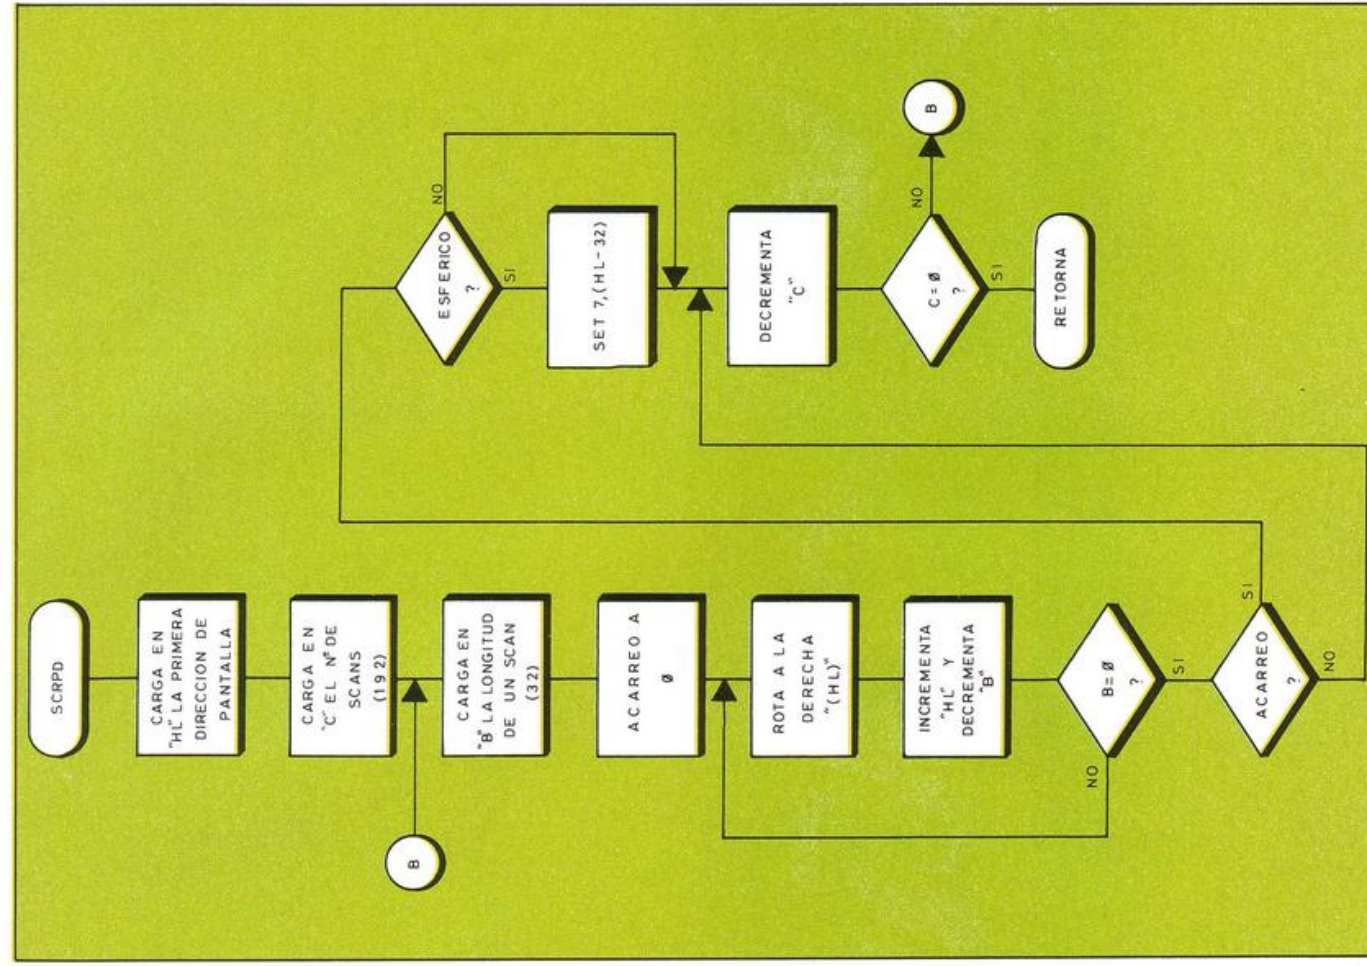 SCRPD
CARGA EN
"HL" LA PRIMERA
DIRECCION DE
PANTALLA
CARGA EN
"C" EL Nº DE
SCANS
(192)
B
CARGA EN
"B" LA LONGITUD
DE UN SCAN
(32)
ACARREO A
Ø
ROTA A LA
DERECHA
"(HL)"
INCREMENTA
"HL" Y
DECREMENTA
"B"
B=Ø
?
NO
SI
ACARREO
?
SI
NO
ESFERICO
?
NO
SI
SET 7,(HL-32)
DECREMENTA
"C"
C=Ø
?
NO
B
SI
RETORNA